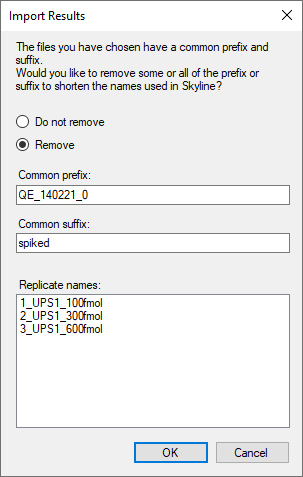 Import Results
The files you have chosen have a common prefix and
suffix.
Would you like to remove some or all of the prefix or
suffix to shorten the names used in Skyline?
Do not remove
Remove
Common prefix:
QE_140221_0
Common suffix:
spiked
Replicate names:
1_UPS1_100fmol
2_UPS1_300fmol
3_UPS1_600fmol
OK
Cancel